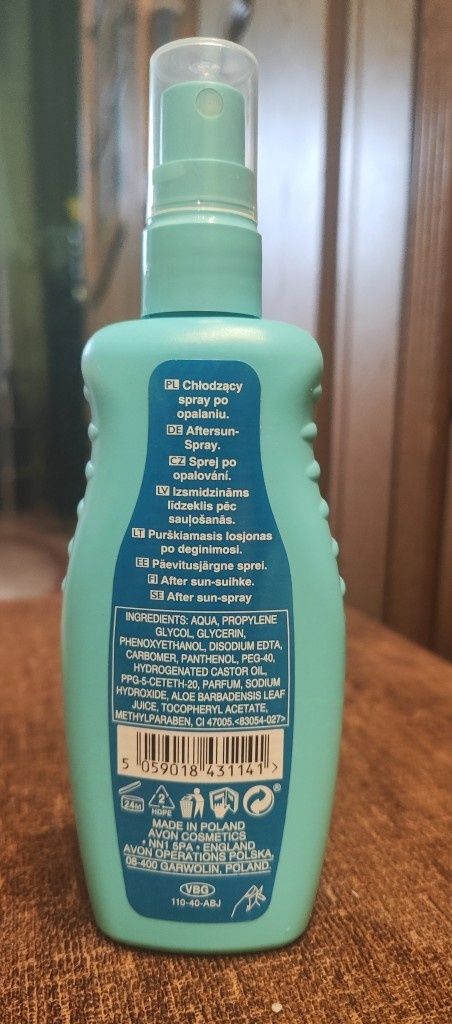 PL Chłodzący
spray po
opalaniu.
DE Aftersun-
Spray.
CZ Sprej po
opalování.
LV Izsmidzināms
līdzeklis pēc
sauļošanās.
LT Purškiamasis losjonas
po deginimosi.
EE Päevitusjärgne sprei.
FI After sun-suihke.
SE After sun-spray
INGREDIENTS: AQUA, PROPYLENE
GLYCOL, GLYCERIN,
PHENOXYETHANOL, DISODIUM EDTA,
CARBOMER, PANTHENOL, PEG-40,
HYDROGENATED CASTOR OIL,
PPG-5-CETETH-20, PARFUM, SODIUM
HYDROXIDE, ALOE BARBADENSIS LEAF
JUICE, TOCOPHERYL ACETATE,
METHYLPARABEN, CI 47005.<83054-027>
5 059018 431141 >
24M 2 ®
HDPE
MADE IN POLAND
AVON COSMETICS
• NN1 5PA • ENGLAND
AVON OPERATIONS POLSKA,
08-400 GARWOLIN, POLAND.
VBG
110-40-ABJ